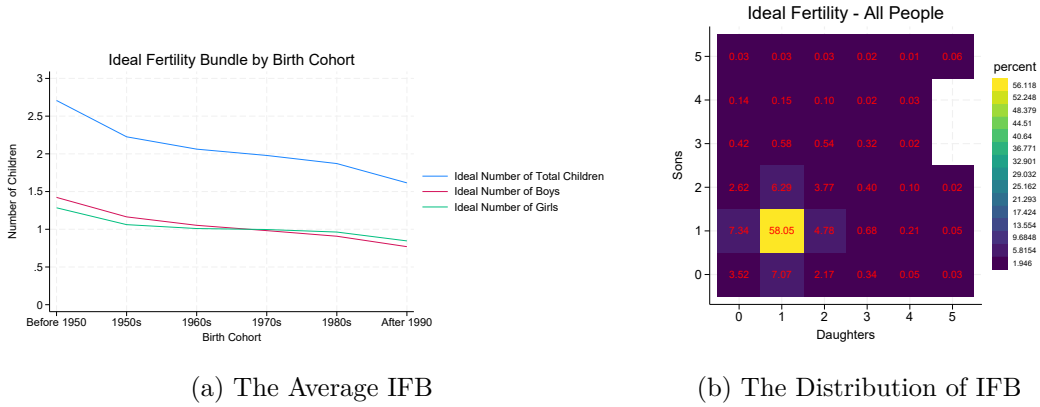 Ideal Fertility Bundle by Birth Cohort
Number of Children
3
2.5
2
1.5
1
.5
0
Before 1950 1950s 1960s 1970s 1980s After 1990
Birth Cohort
Ideal Number of Total Children
Ideal Number of Boys
Ideal Number of Girls
(a) The Average IFB
Ideal Fertility - All People
Sons
5 0.03 0.03 0.03 0.02 0.01 0.06
4 0.14 0.15 0.10 0.02 0.03
3 0.42 0.58 0.54 0.32 0.02
2 2.62 6.29 3.77 0.40 0.10 0.02
1 7.34 58.05 4.78 0.68 0.21 0.05
0 3.52 7.07 2.17 0.34 0.05 0.03
0 1 2 3 4 5
Daughters
percent
56.118
52.248
48.379
44.51
40.64
36.771
32.901
29.032
25.162
21.293
17.424
13.554
9.6848
5.8154
1.946
(b) The Distribution of IFB